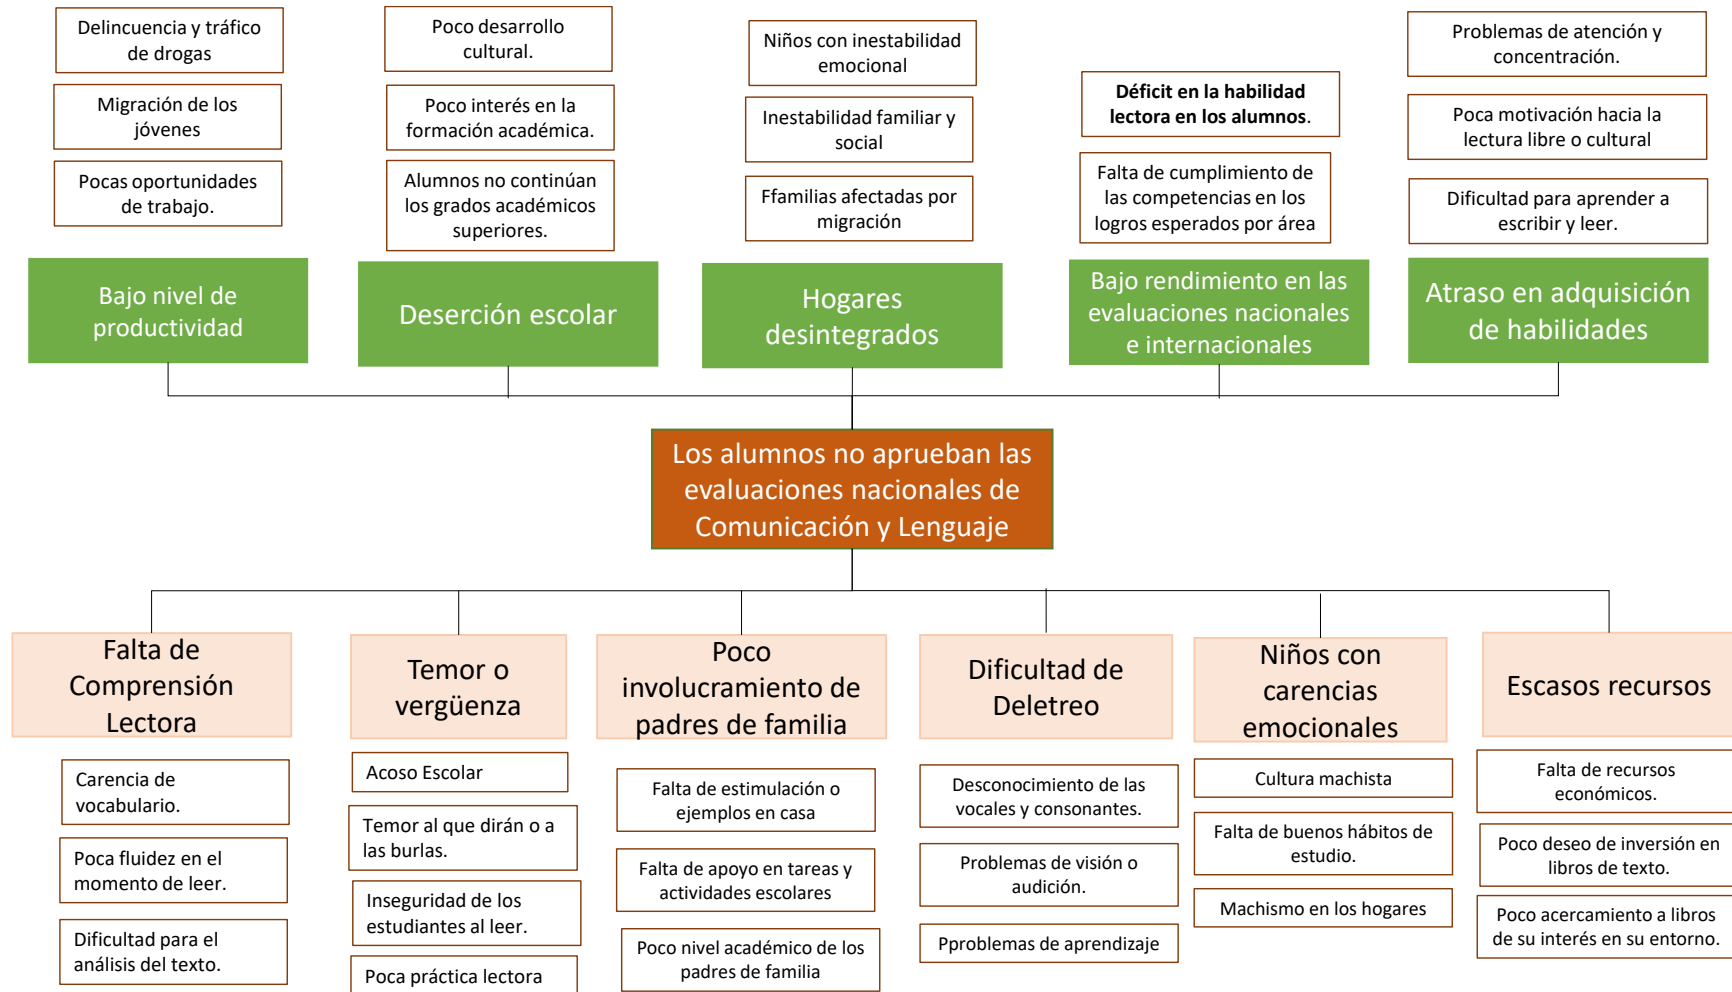 Delincuencia y tráfico
de drogas
Migración de los
jóvenes
Pocas oportunidades
de trabajo.
Bajo nivel de
productividad
Poco desarrollo
cultural.
Poco interés en la
formación académica.
Alumnos no continúan
los grados académicos
superiores.
Deserción escolar
Niños con inestabilidad
emocional
Inestabilidad familiar y
social
Ffamilias afectadas por
migración
Hogares
desintegrados
Déficit en la habilidad
lectora en los alumnos.
Falta de cumplimiento de
las competencias en los
logros esperados por área
Bajo rendimiento en las
evaluaciones nacionales
e internacionales
Problemas de atención y
concentración.
Poca motivación hacia la
lectura libre o cultural
Dificultad para aprender a
escribir y leer.
Atraso en adquisición
de habilidades
Los alumnos no aprueban las
evaluaciones nacionales de
Comunicación y Lenguaje
Falta de
Comprensión
Lectora
Carencia de
vocabulario.
Poca fluidez en el
momento de leer.
Dificultad para el
análisis del texto.
Temor o
vergüenza
Acoso Escolar
Temor al que dirán o a
las burlas.
Inseguridad de los
estudiantes al leer.
Poca práctica lectora
Poco
involucramiento de
padres de familia
Falta de estimulación o
ejemplos en casa
Falta de apoyo en tareas y
actividades escolares
Poco nivel académico de los
padres de familia
Dificultad de
Deletreo
Desconocimiento de las
vocales y consonantes.
Problemas de visión o
audición.
Pproblemas de aprendizaje
Niños con
carencias
emocionales
Cultura machista
Falta de buenos hábitos de
estudio.
Machismo en los hogares
Escasos recursos
Falta de recursos
económicos.
Poco deseo de inversión en
libros de texto.
Poco acercamiento a libros
de su interés en su entorno.